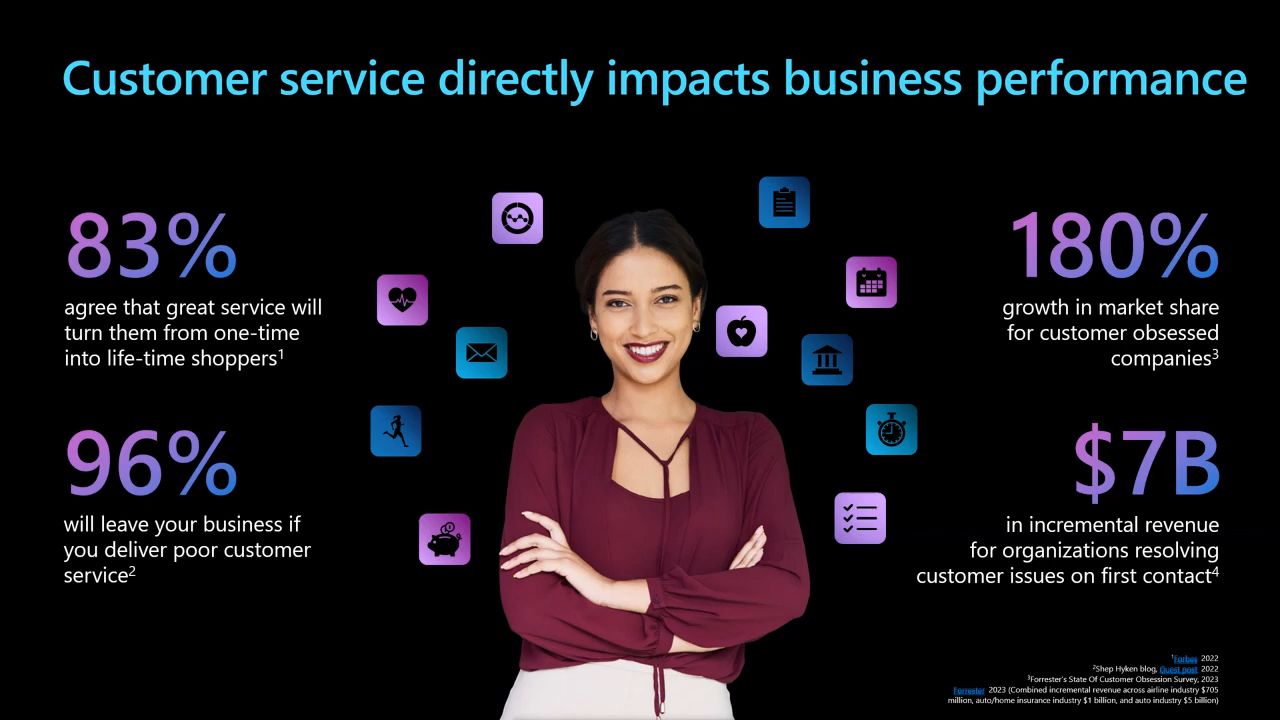 Customer service directly impacts business performance
83%
agree that great service will
turn them from one-time
into life-time shoppers1
96%
will leave your business if
you deliver poor customer
service2
180%
growth in market share
for customer obsessed
companies3
$7B
in incremental revenue
for organizations resolving
customer issues on first contact4
1Forbes 2022
2Shep Hyken blog, Guest post 2022
3Forrester's State Of Customer Obsession Survey, 2023
Forrester 2023 (Combined incremental revenue across airline industry $705
million, auto/home insurance industry $1 billion, and auto industry $5 billion)